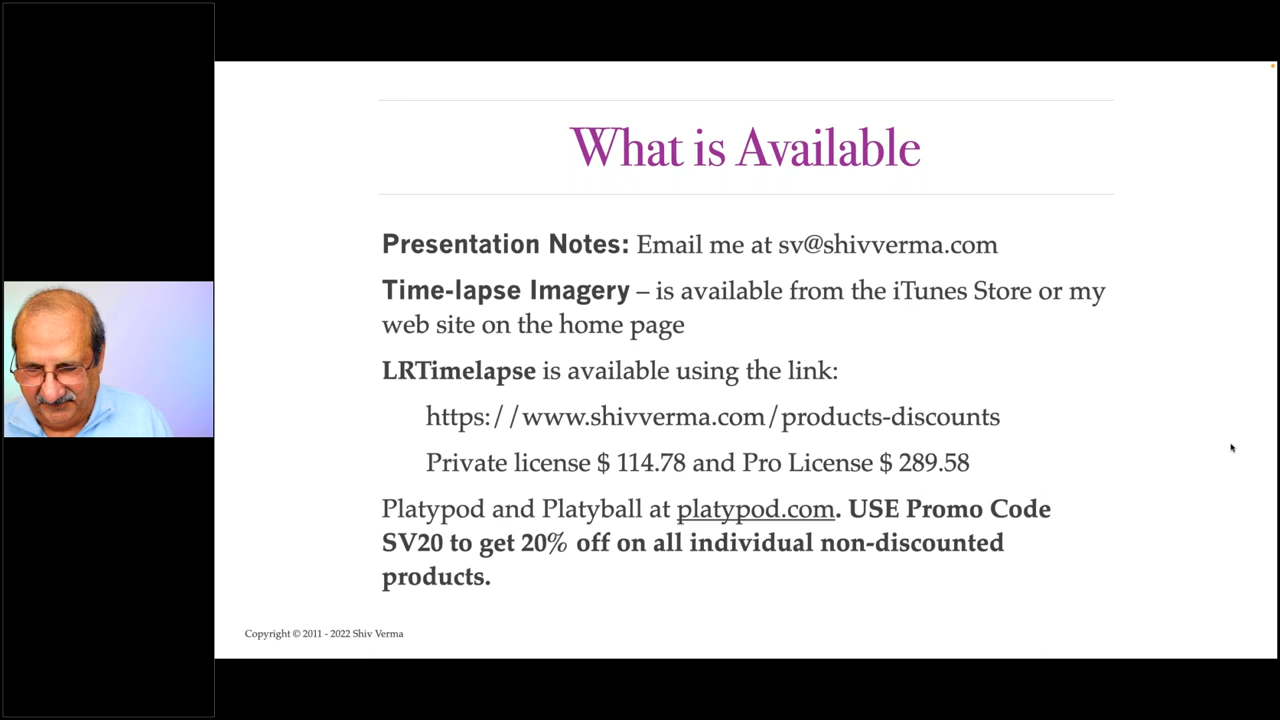 What is Available
Presentation Notes: Email me at sv@shivverma.com
Time-lapse Imagery – is available from the iTunes Store or my
web site on the home page
LRTimelapse is available using the link:
https://www.shivverma.com/products-discounts
Private license $ 114.78 and Pro License $ 289.58
Platypod and Platyball at platypod.com. USE Promo Code
SV20 to get 20% off on all individual non-discounted
products.
Copyright © 2011 - 2022 Shiv Verma